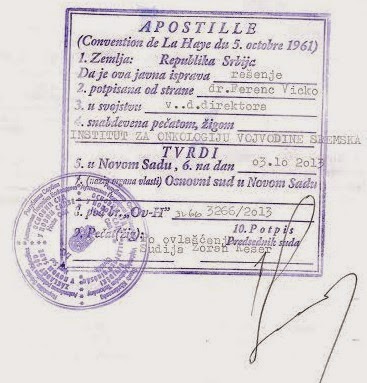 APOSTILLE
(Convention de La Haye du 5. octobre 1961)
1. Zemlja: Republika Srbija
Da je ova javna isprava rešenje
2. potpisana od strane dr.Ferenc Vicko
3. u svojstvu v..d.direktora
4. snabdevena pečatom, žigom
INSTITUT ZA ONKOLOGIJU VOJVODINE SREMSKA
TVRDI
5. u Novom Sadu, 6. na dan 03.10 2013
7. (naziv organa vlasti) Osnovni sud u Novom Sadu
8. pod br. „Ov-H" 3266/2013
9. Pečat(žig) 10. Potpis
Po ovlašćenju Predsednik suda
Sudija Zoran Keser